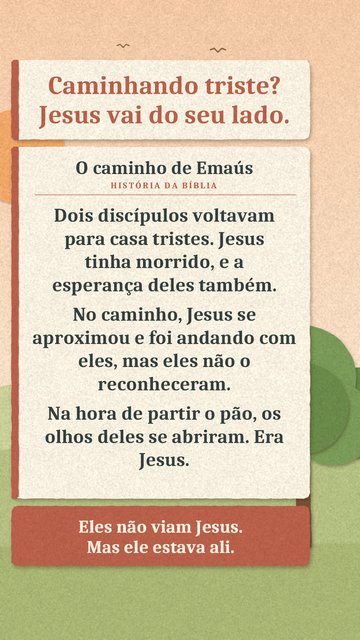 Caminhando triste?
Jesus vai do seu lado.
O caminho de Emaús
HISTÓRIA DA BÍBLIA
Dois discípulos voltavam
para casa tristes. Jesus
tinha morrido, e a
esperança deles também.
No caminho, Jesus se
aproximou e foi andando com
eles, mas eles não o
reconheceram.
Na hora de partir o pão, os
olhos deles se abriram. Era
Jesus.
Eles não viam Jesus.
Mas ele estava ali.